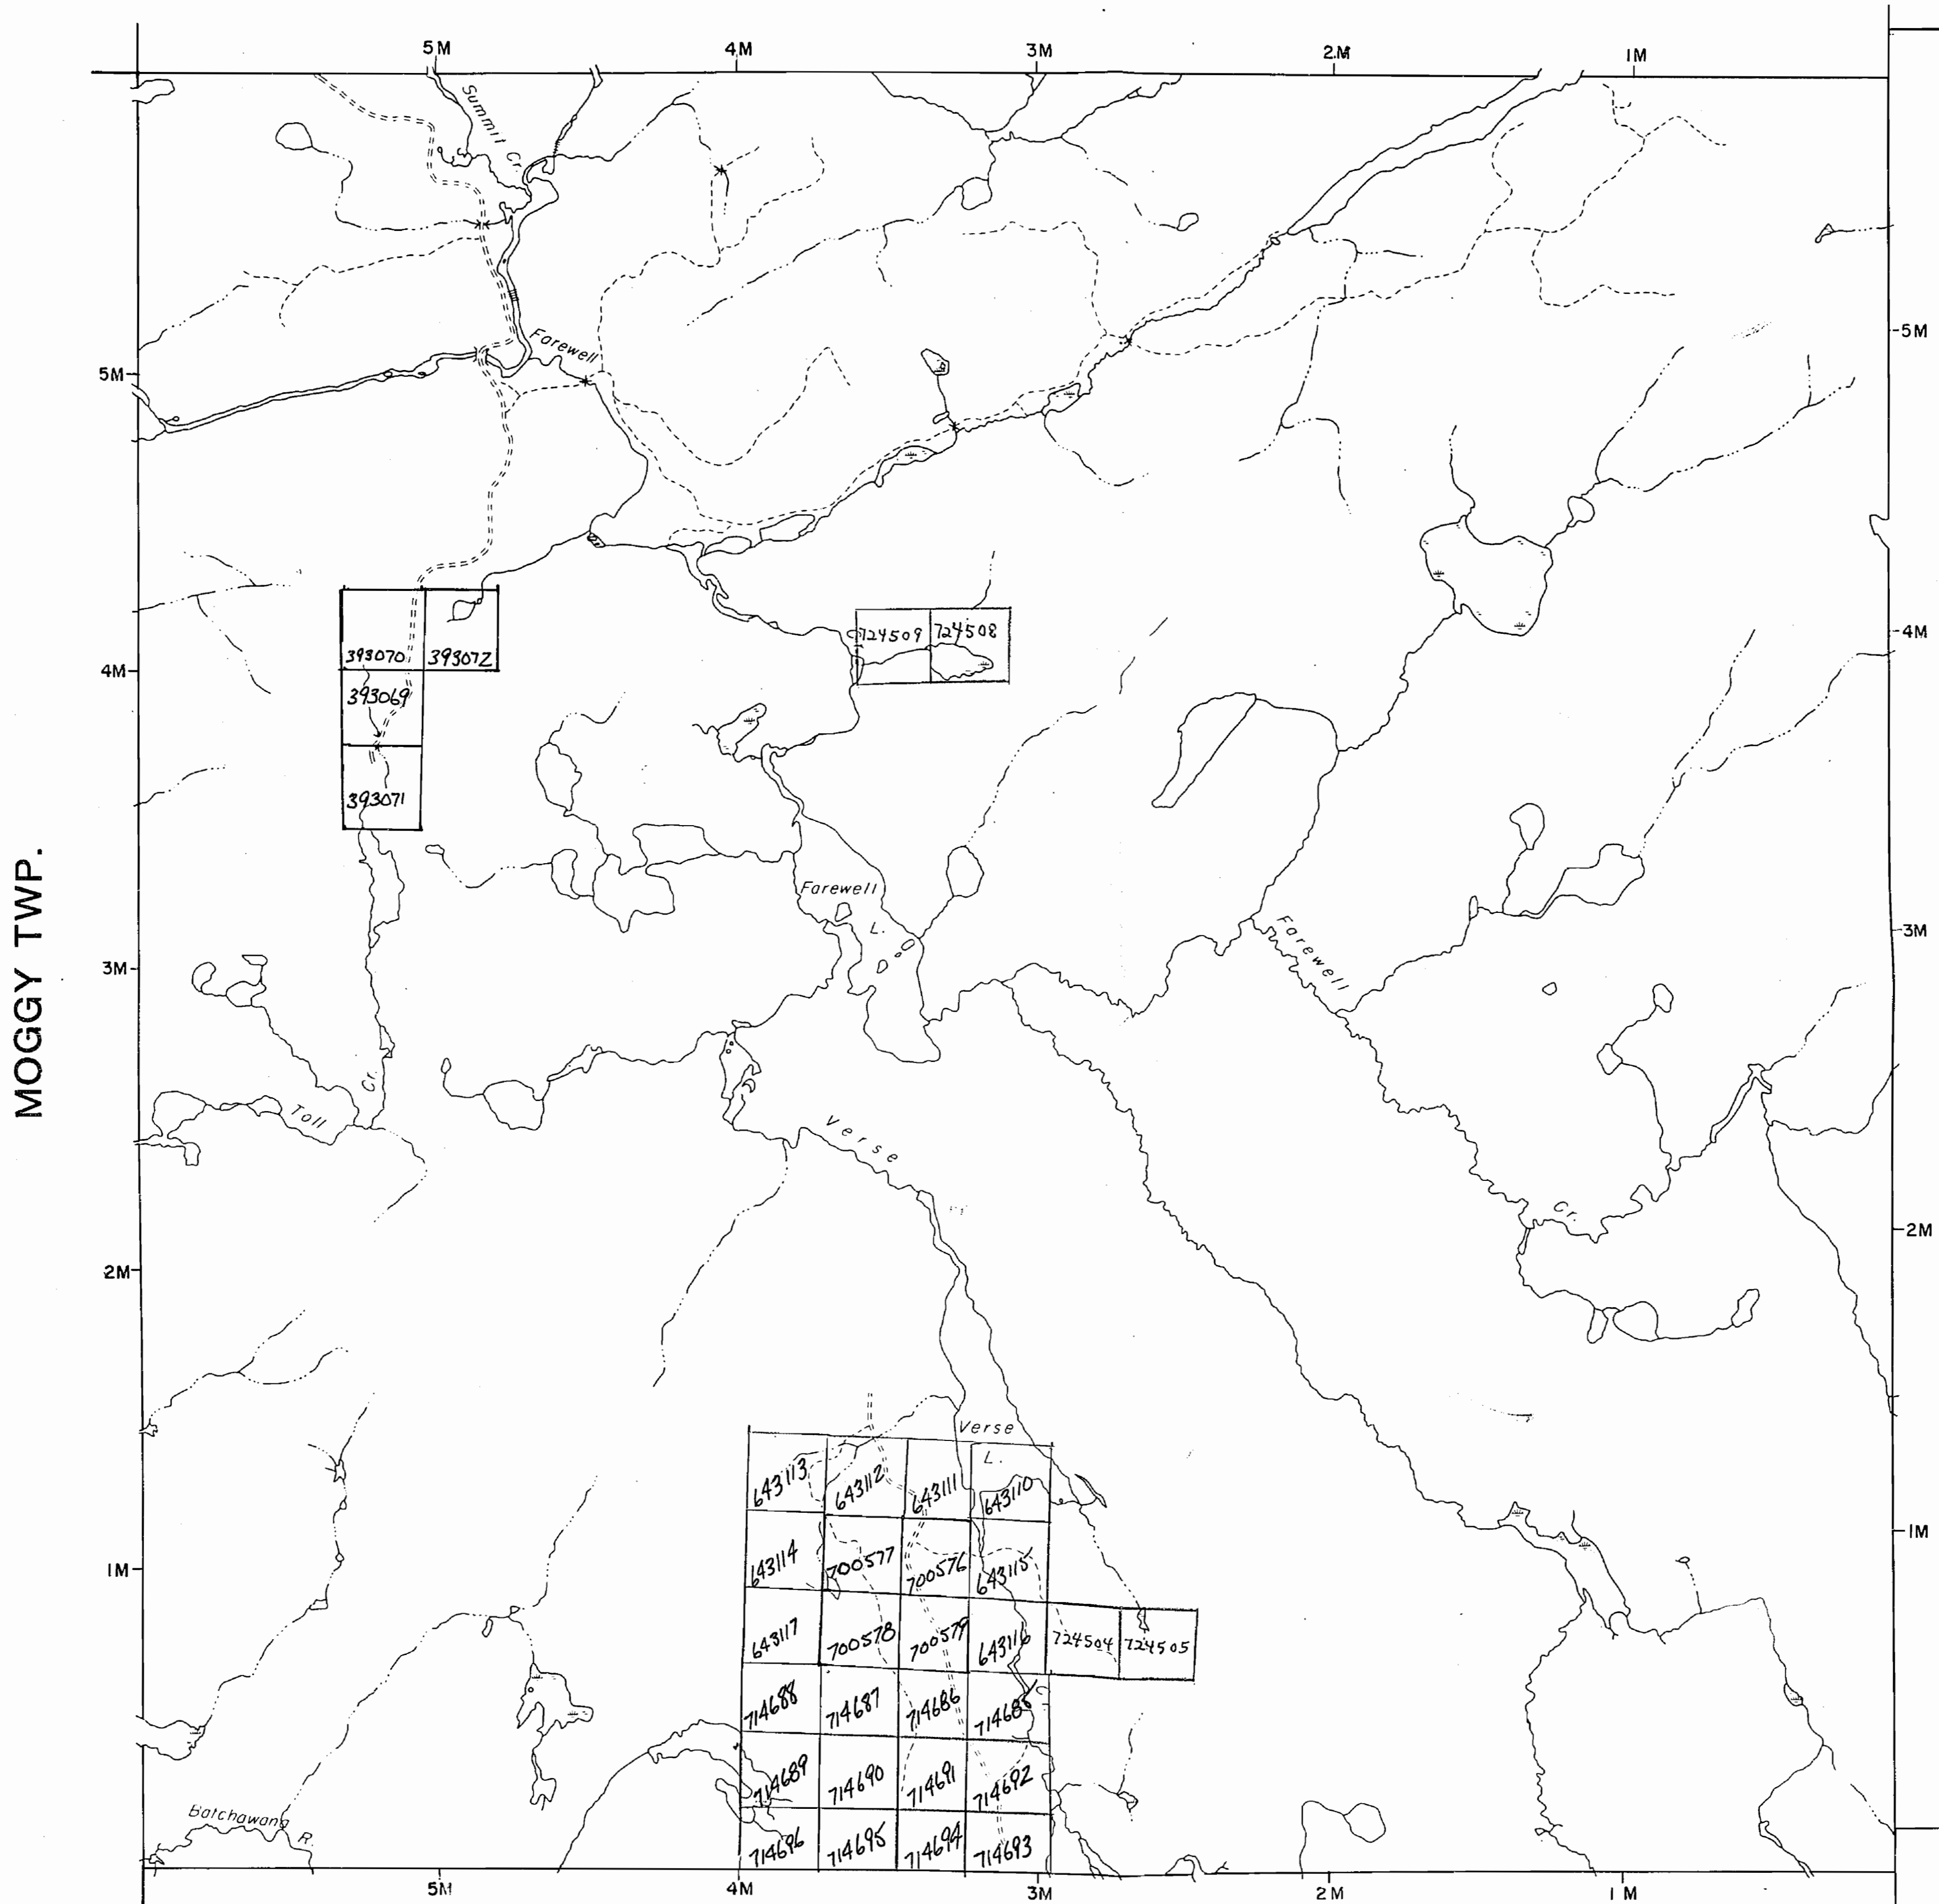 5M 4M 3M 2M 1M
Summit Cr.
Farewell
5M
5M
724509 724508
4M
393070 393072
4M
393069
393071
MOGGY TWP.
Farewell
L.
Farewell
3M
3M
Cr.
Toll
Verse
Cr.
2M
2M
Verse
L.
643113 643112 643111 643110
1M
643114 700577 700576 643115
1M
643117 700578 700579 643116 724504 724505
714688 714687 714686 714685
Cr.
714689 714690 714691 714692
Batchawana
R.
714696 714695 714694 714693
5M 4M 3M 2M 1M